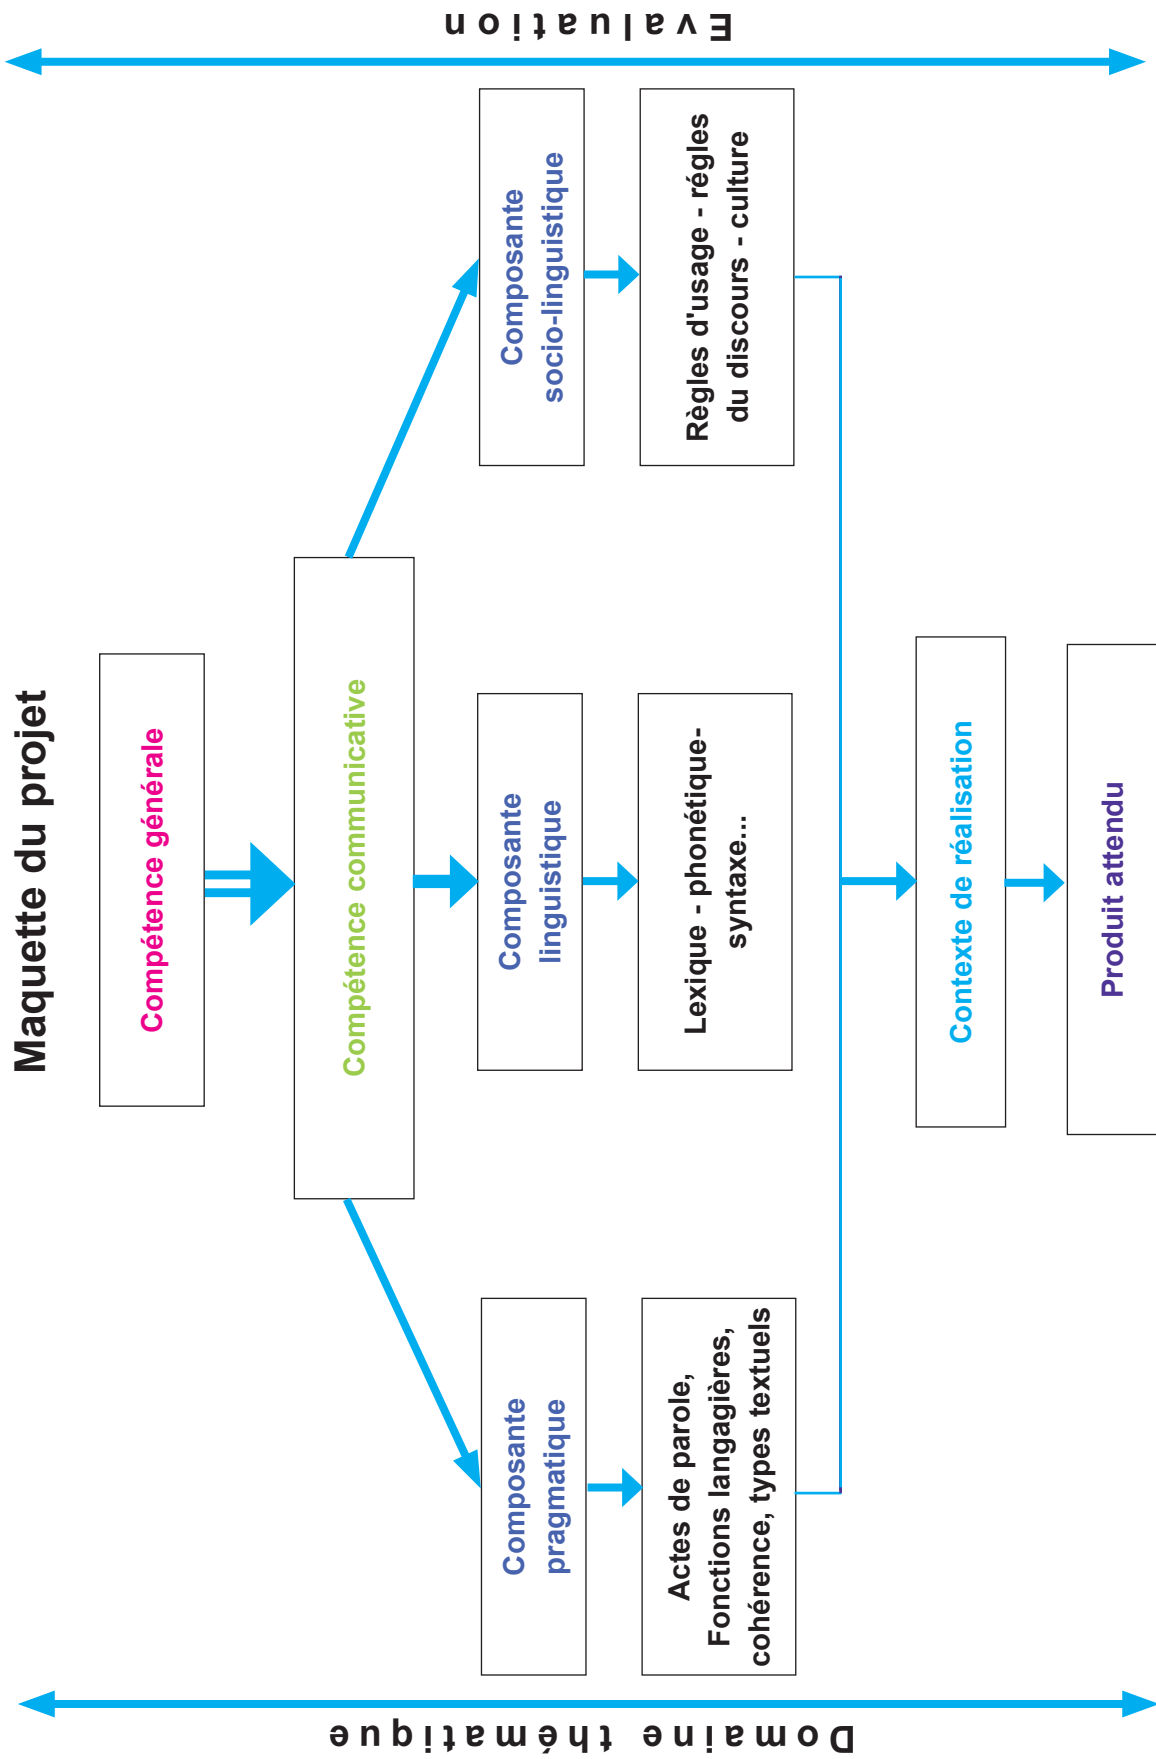 Maquette du projet
Compétence générale
Compétence communicative
Composante
pragmatique
Composante
linguistique
Composante
socio-linguistique
Actes de parole,
Fonctions langagières,
cohérence, types textuels
Lexique - phonétique-
syntaxe...
Règles d'usage - régles
du discours - culture
Contexte de réalisation
Produit attendu
Domaine thématique
Evaluation